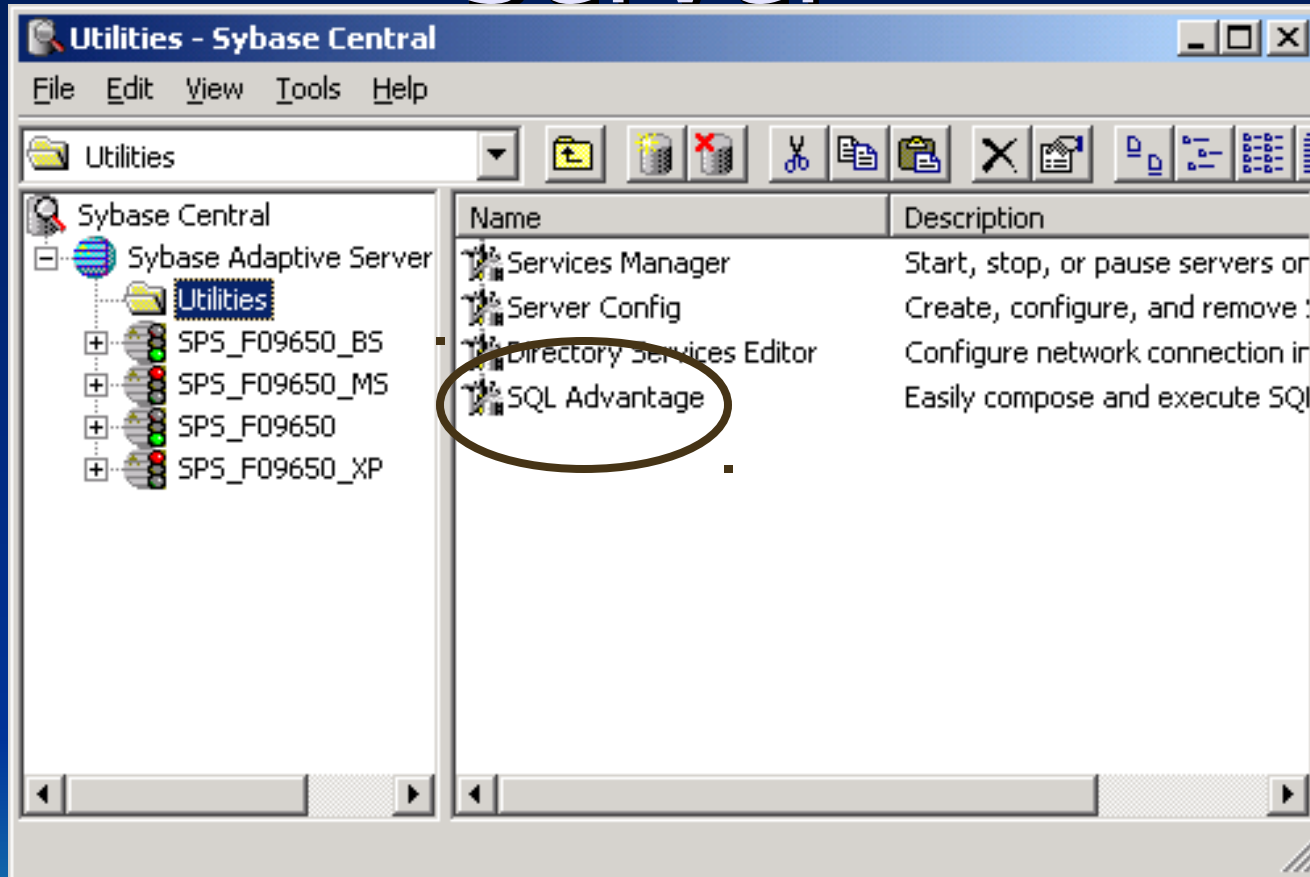 Utilities - Sybase Central
File Edit View Tools Help
Utilities
Sybase Central
Sybase Adaptive Server
Utilities
SPS_F09650_BS
SPS_F09650_MS
SPS_F09650
SPS_F09650_XP
Name Description
Services Manager Start, stop, or pause servers or
Server Config Create, configure, and remove
Directory Services Editor Configure network connection in
SQL Advantage Easily compose and execute SQL